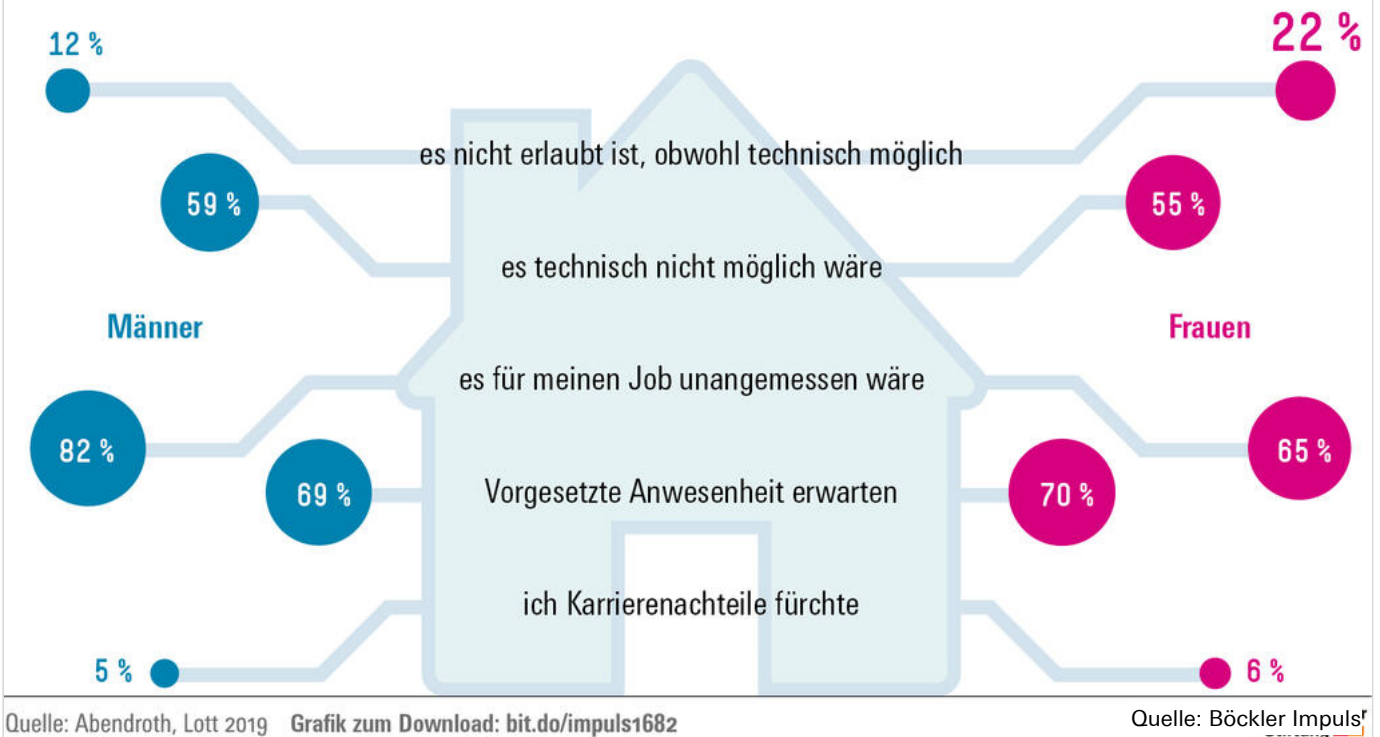 12 %
22 %
es nicht erlaubt ist, obwohl technisch möglich
59 %
55 %
es technisch nicht möglich wäre
Männer
Frauen
es für meinen Job unangemessen wäre
82 %
65 %
69 %
Vorgesetzte Anwesenheit erwarten
70 %
ich Karrierenachteile fürchte
5 %
6 %
Quelle: Abendroth, Lott 2019 Grafik zum Download: bit.do/impuls1682
Quelle: Böckler Impuls